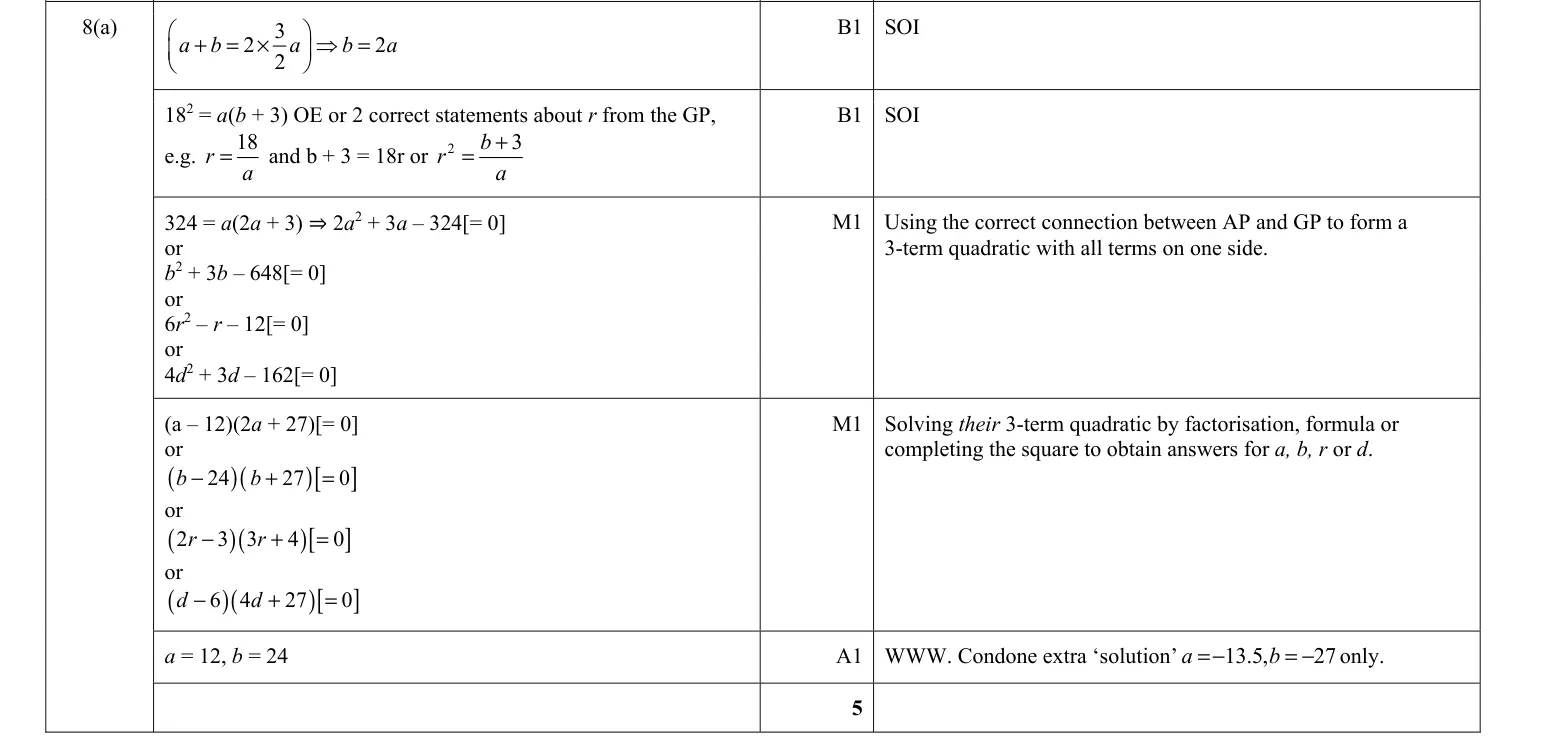 8(a)
(a + b = 2 × 3/2 a) ⇒ b = 2a
B1
SOI
18² = a(b + 3) OE or 2 correct statements about r from the GP,
e.g. r = 18/a and b + 3 = 18r or r² = (b + 3)/a
B1
SOI
324 = a(2a + 3) ⇒ 2a² + 3a – 324[= 0]
or
b² + 3b – 648[= 0]
or
6r² – r – 12[= 0]
or
4d² + 3d – 162[= 0]
M1
Using the correct connection between AP and GP to form a
3-term quadratic with all terms on one side.
(a – 12)(2a + 27)[= 0]
or
(b − 24)(b + 27)[= 0]
or
(2r − 3)(3r + 4)[= 0]
or
(d − 6)(4d + 27)[= 0]
M1
Solving their 3-term quadratic by factorisation, formula or
completing the square to obtain answers for a, b, r or d.
a = 12, b = 24
A1
WWW. Condone extra ‘solution’ a = −13.5, b = −27 only.
5